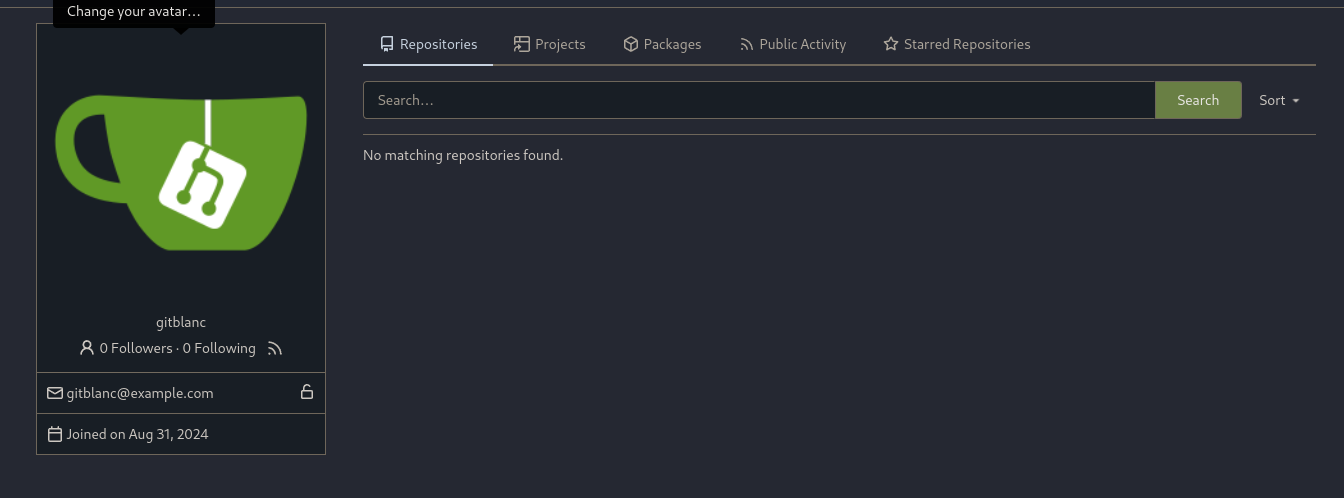 Change your avatar...
Repositories Projects Packages Public Activity Starred Repositories
Search... Search Sort
No matching repositories found.
gitblanc
0 Followers · 0 Following
gitblanc@example.com
Joined on Aug 31, 2024